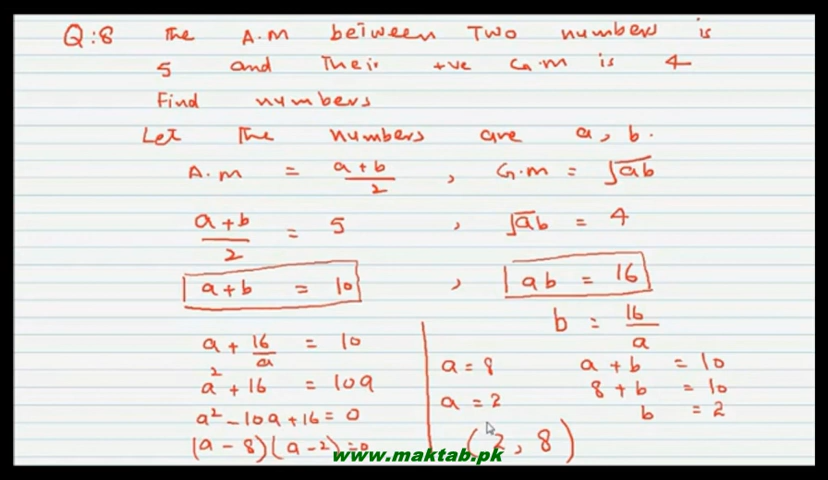 Q:8 The A.M between Two numbers is
5 and Their +ve G.M is 4
Find numbers
Let The numbers are a, b.
A.M = a+b/2 , G.M = √ab
a+b/2 = 5 , √ab = 4
a+b = 10 , ab = 16
b = 16/a
a + 16/a = 10
a² + 16 = 10a
a² - 10a + 16 = 0
(a - 8)(a - 2) = 0
a = 8
a = 2
a + b = 10
8 + b = 10
b = 2
(2, 8)
www.maktab.pk